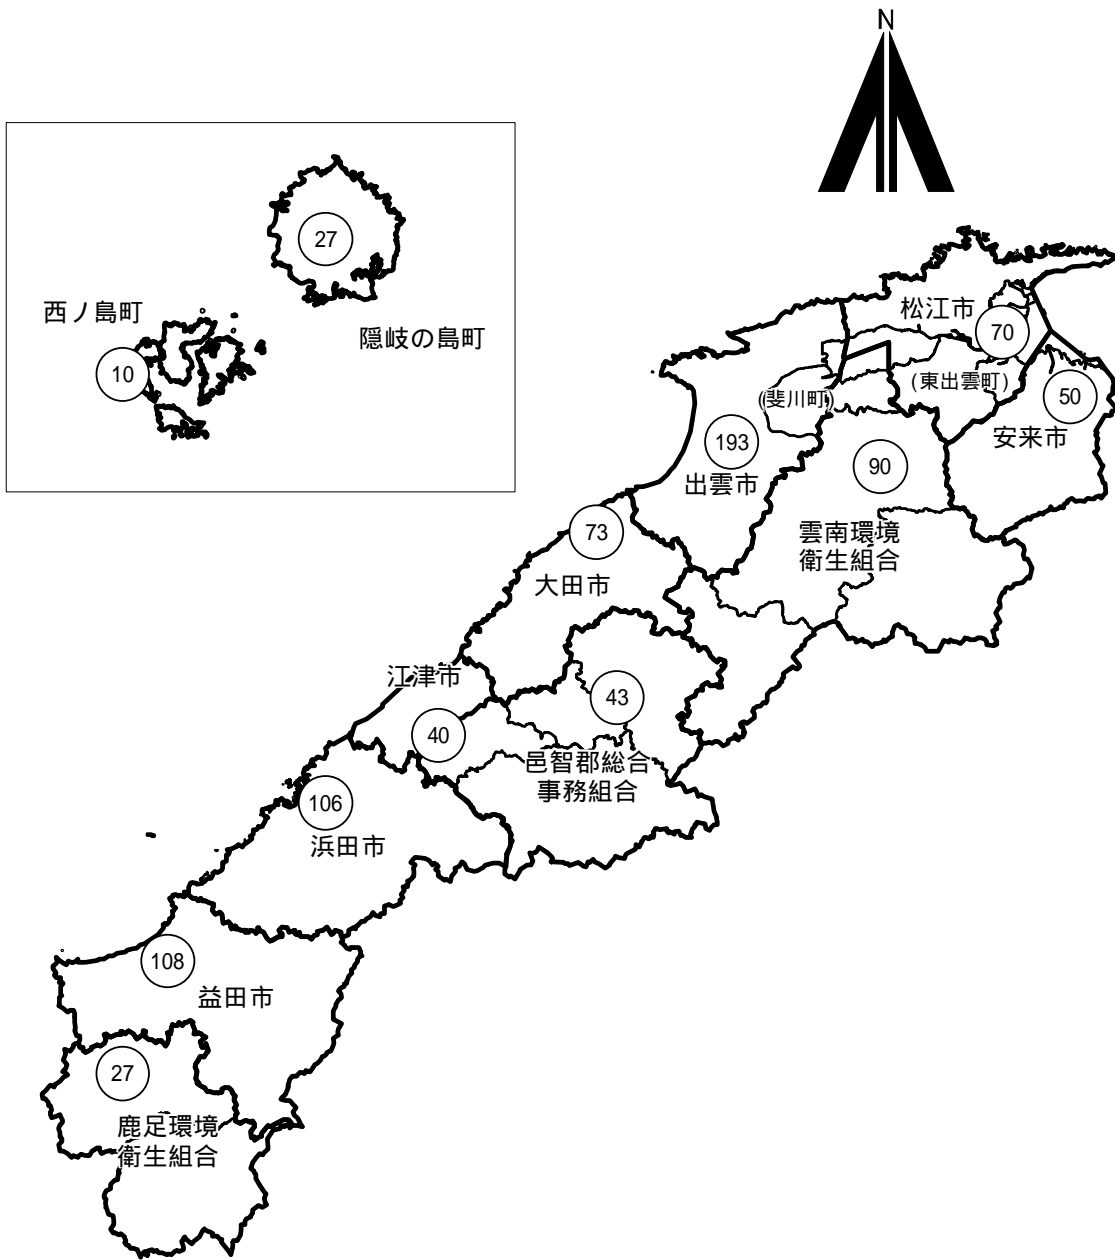 N
27
西ノ島町
隠岐の島町
10
松江市
70
(東出雲町)
50
(斐川町)
安来市
193
出雲市
90
73
雲南環境
衛生組合
大田市
江津市
43
40
邑智郡総合
事務組合
106
浜田市
108
益田市
27
鹿足環境
衛生組合